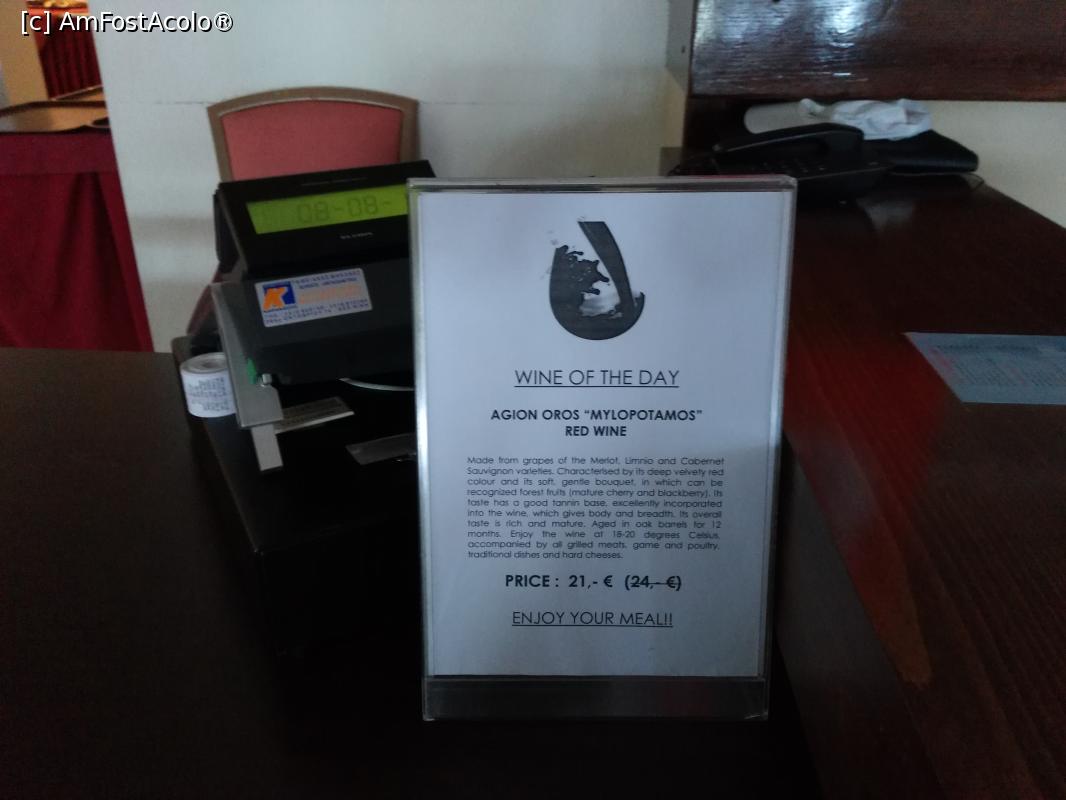 [c] AmFostAcolo®
08-08-
WINE OF THE DAY
AGION OROS “MYLOPOTAMOS”
RED WINE
Made from grapes of the Merlot, Limnio and Cabernet
Sauvignon varieties. Characterised by its deep velvety red
colour and its soft, gentle bouquet, in which can be
recognized forest fruits (mature cherry and blackberry). Its
taste has a good tannin base, excellently incorporated
into the wine, which gives body and breadth. Its overall
taste is rich and mature. Aged in oak barrels for 12
months. Enjoy the wine at 18-20 degrees Celsius,
accompanied by all grilled meats, game and poultry,
traditional dishes and hard cheeses.
PRICE : 21,- € (24,- €)
ENJOY YOUR MEAL!!